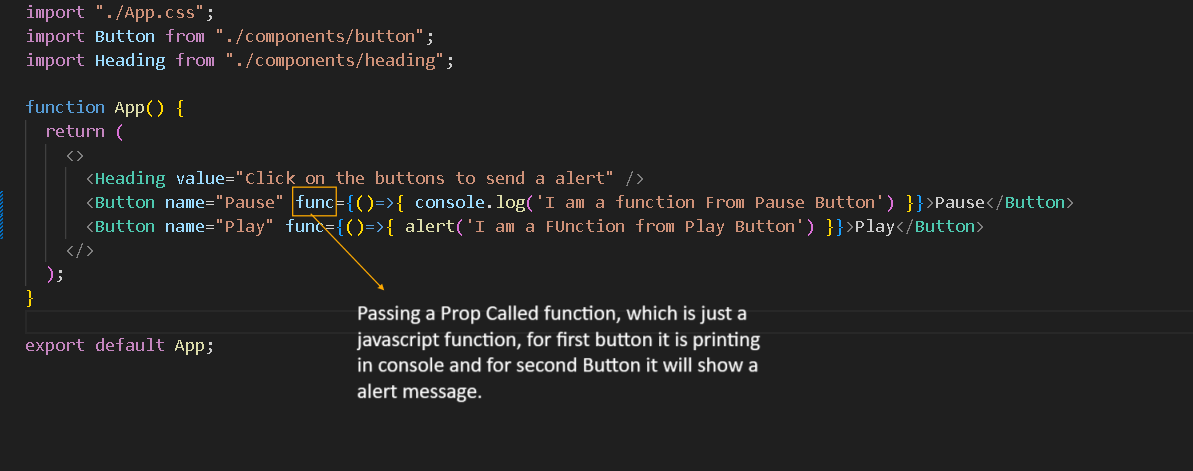 import "./App.css";
import Button from "./components/button";
import Heading from "./components/heading";
function App() {
return (
<>
<Heading value="Click on the buttons to send a alert" />
<Button name="Pause" func={()=>{ console.log('I am a function From Pause Button') }}>Pause</Button>
<Button name="Play" func={()=>{ alert('I am a FUnction from Play Button') }}>Play</Button>
</>
);
}
export default App;
Passing a Prop Called function, which is just a
javascript function, for first button it is printing
in console and for second Button it will show a
alert message.